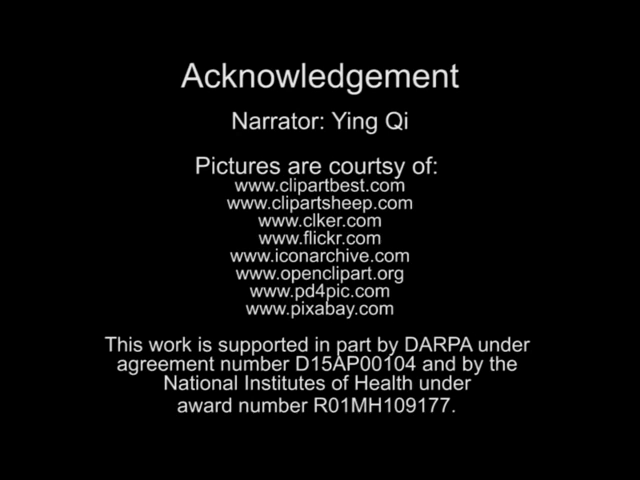 Acknowledgement
Narrator: Ying Qi
Pictures are courtsy of:
www.clipartbest.com
www.clipartsheep.com
www.clker.com
www.flickr.com
www.iconarchive.com
www.openclipart.org
www.pd4pic.com
www.pixabay.com
This work is supported in part by DARPA under
agreement number D15AP00104 and by the
National Institutes of Health under
award number R01MH109177.